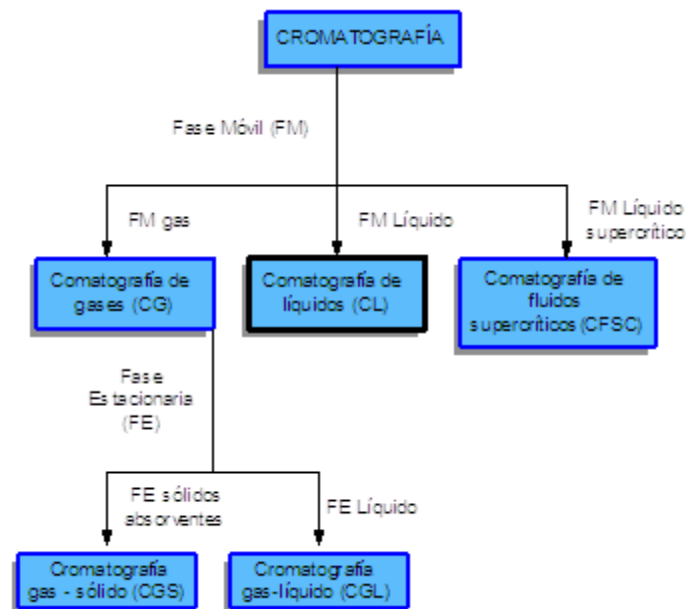 CROMATOGRAFÍA
Fase Móvil (FM)
FM gas
FM Líquido
FM Líquido
supercrítico
Comatografía de
gases (CG)
Comatografía de
líquidos (CL)
Comatografía de
fluidos
supercríticos (CFSC)
Fase
Estacionaria
(FE)
FE sólidos
absorventes
FE Líquido
Cromatografía
gas - sólido (CGS)
Cromatografía
gas-líquido (CGL)